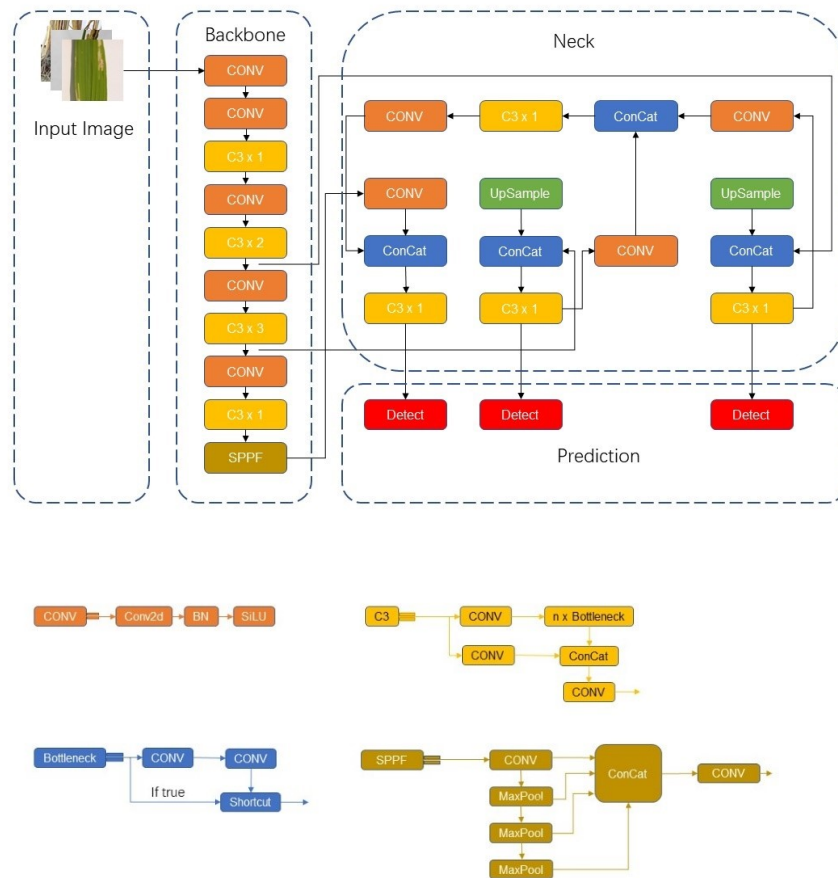 Input Image
Backbone
CONV
CONV
C3 x 1
CONV
C3 x 2
CONV
C3 x 3
CONV
C3 x 1
SPPF
Neck
CONV
C3 x 1
ConCat
CONV
CONV
UpSample
UpSample
ConCat
ConCat
CONV
ConCat
C3 x 1
C3 x 1
C3 x 1
Detect
Detect
Detect
Prediction
CONV
Conv2d
BN
SiLU
C3
CONV
n x Bottleneck
CONV
ConCat
CONV
Bottleneck
CONV
CONV
If true
Shortcut
SPPF
CONV
ConCat
CONV
MaxPool
MaxPool
MaxPool